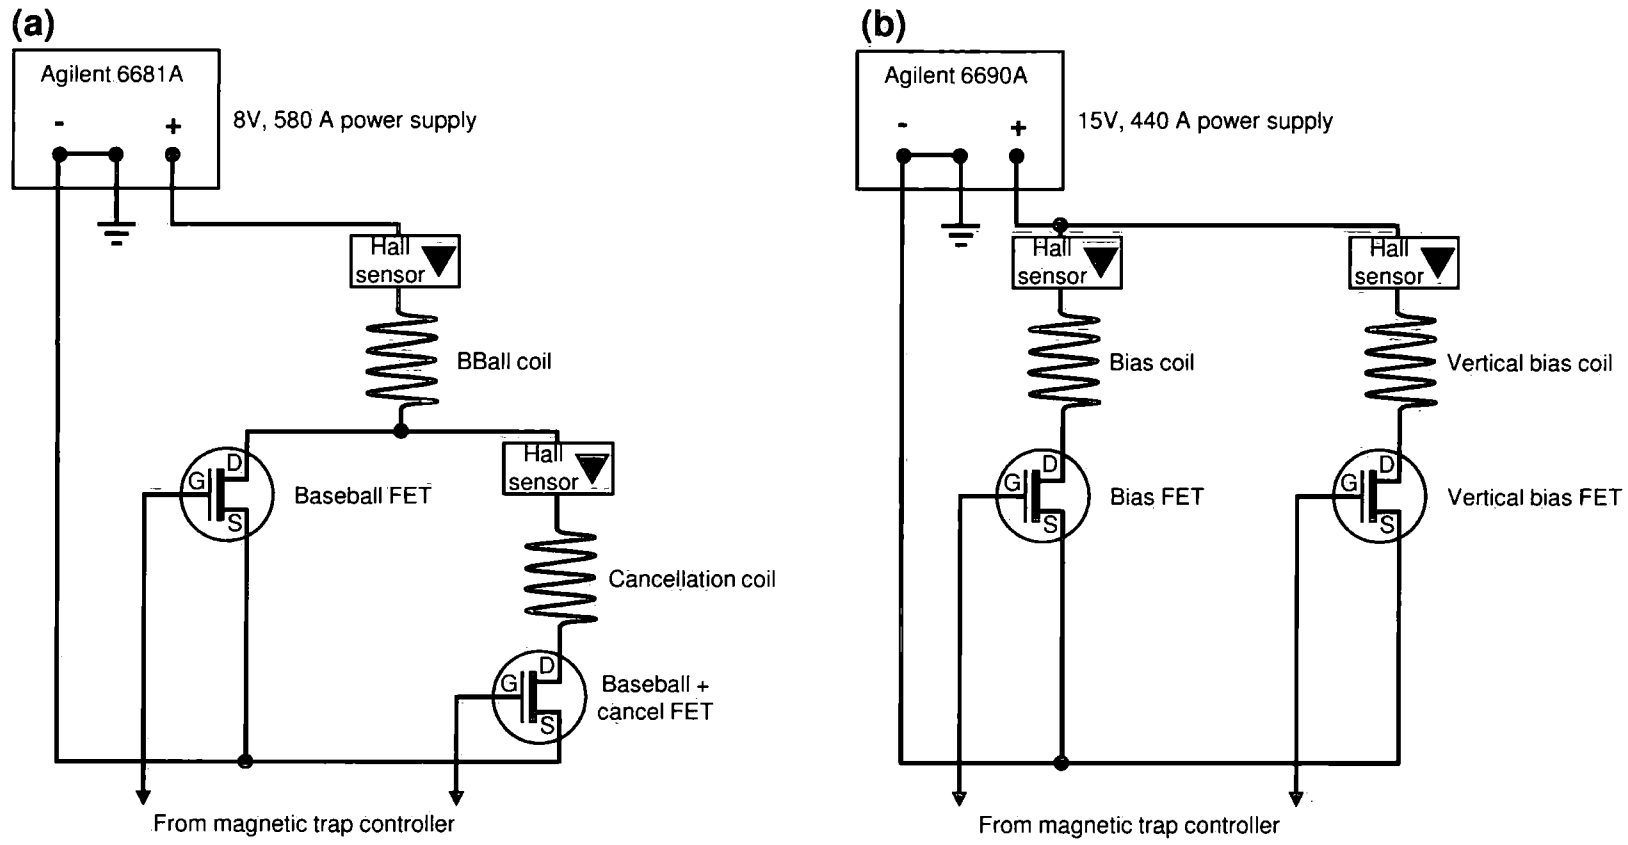 (a)
Agilent 6681A
- +
8V, 580 A power supply
Hall
sensor
BBall coil
D
G
S
Baseball FET
Hall
sensor
Cancellation coil
D
G
S
Baseball +
cancel FET
From magnetic trap controller
(b)
Agilent 6690A
- +
15V, 440 A power supply
Hall
sensor
Hall
sensor
Bias coil
Vertical bias coil
D
G
S
Bias FET
D
G
S
Vertical bias FET
From magnetic trap controller